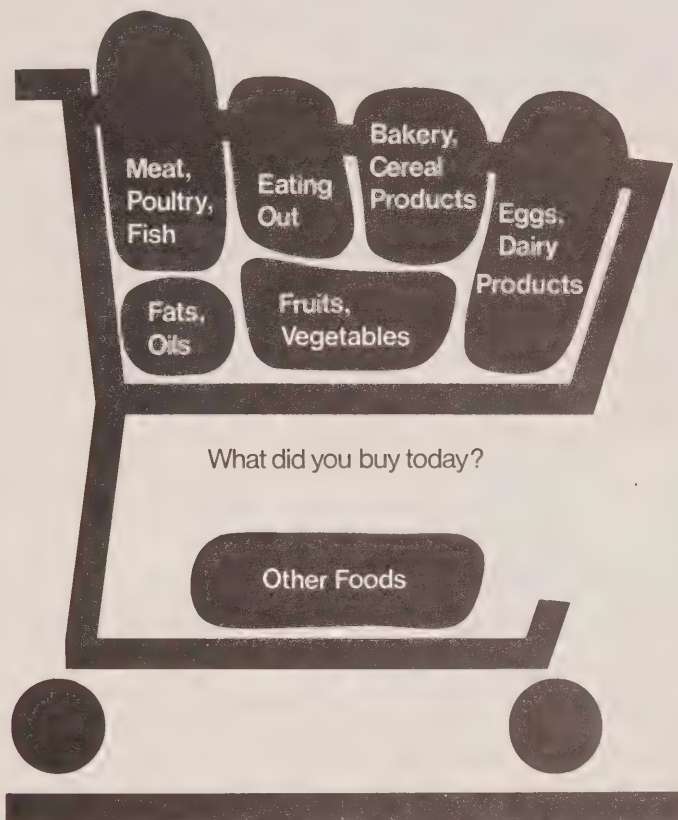 Meat,
Poultry,
Fish
Eating
Out
Bakery,
Cereal
Products
Eggs,
Dairy
Products
Fats,
Oils
Fruits,
Vegetables
What did you buy today?
Other Foods